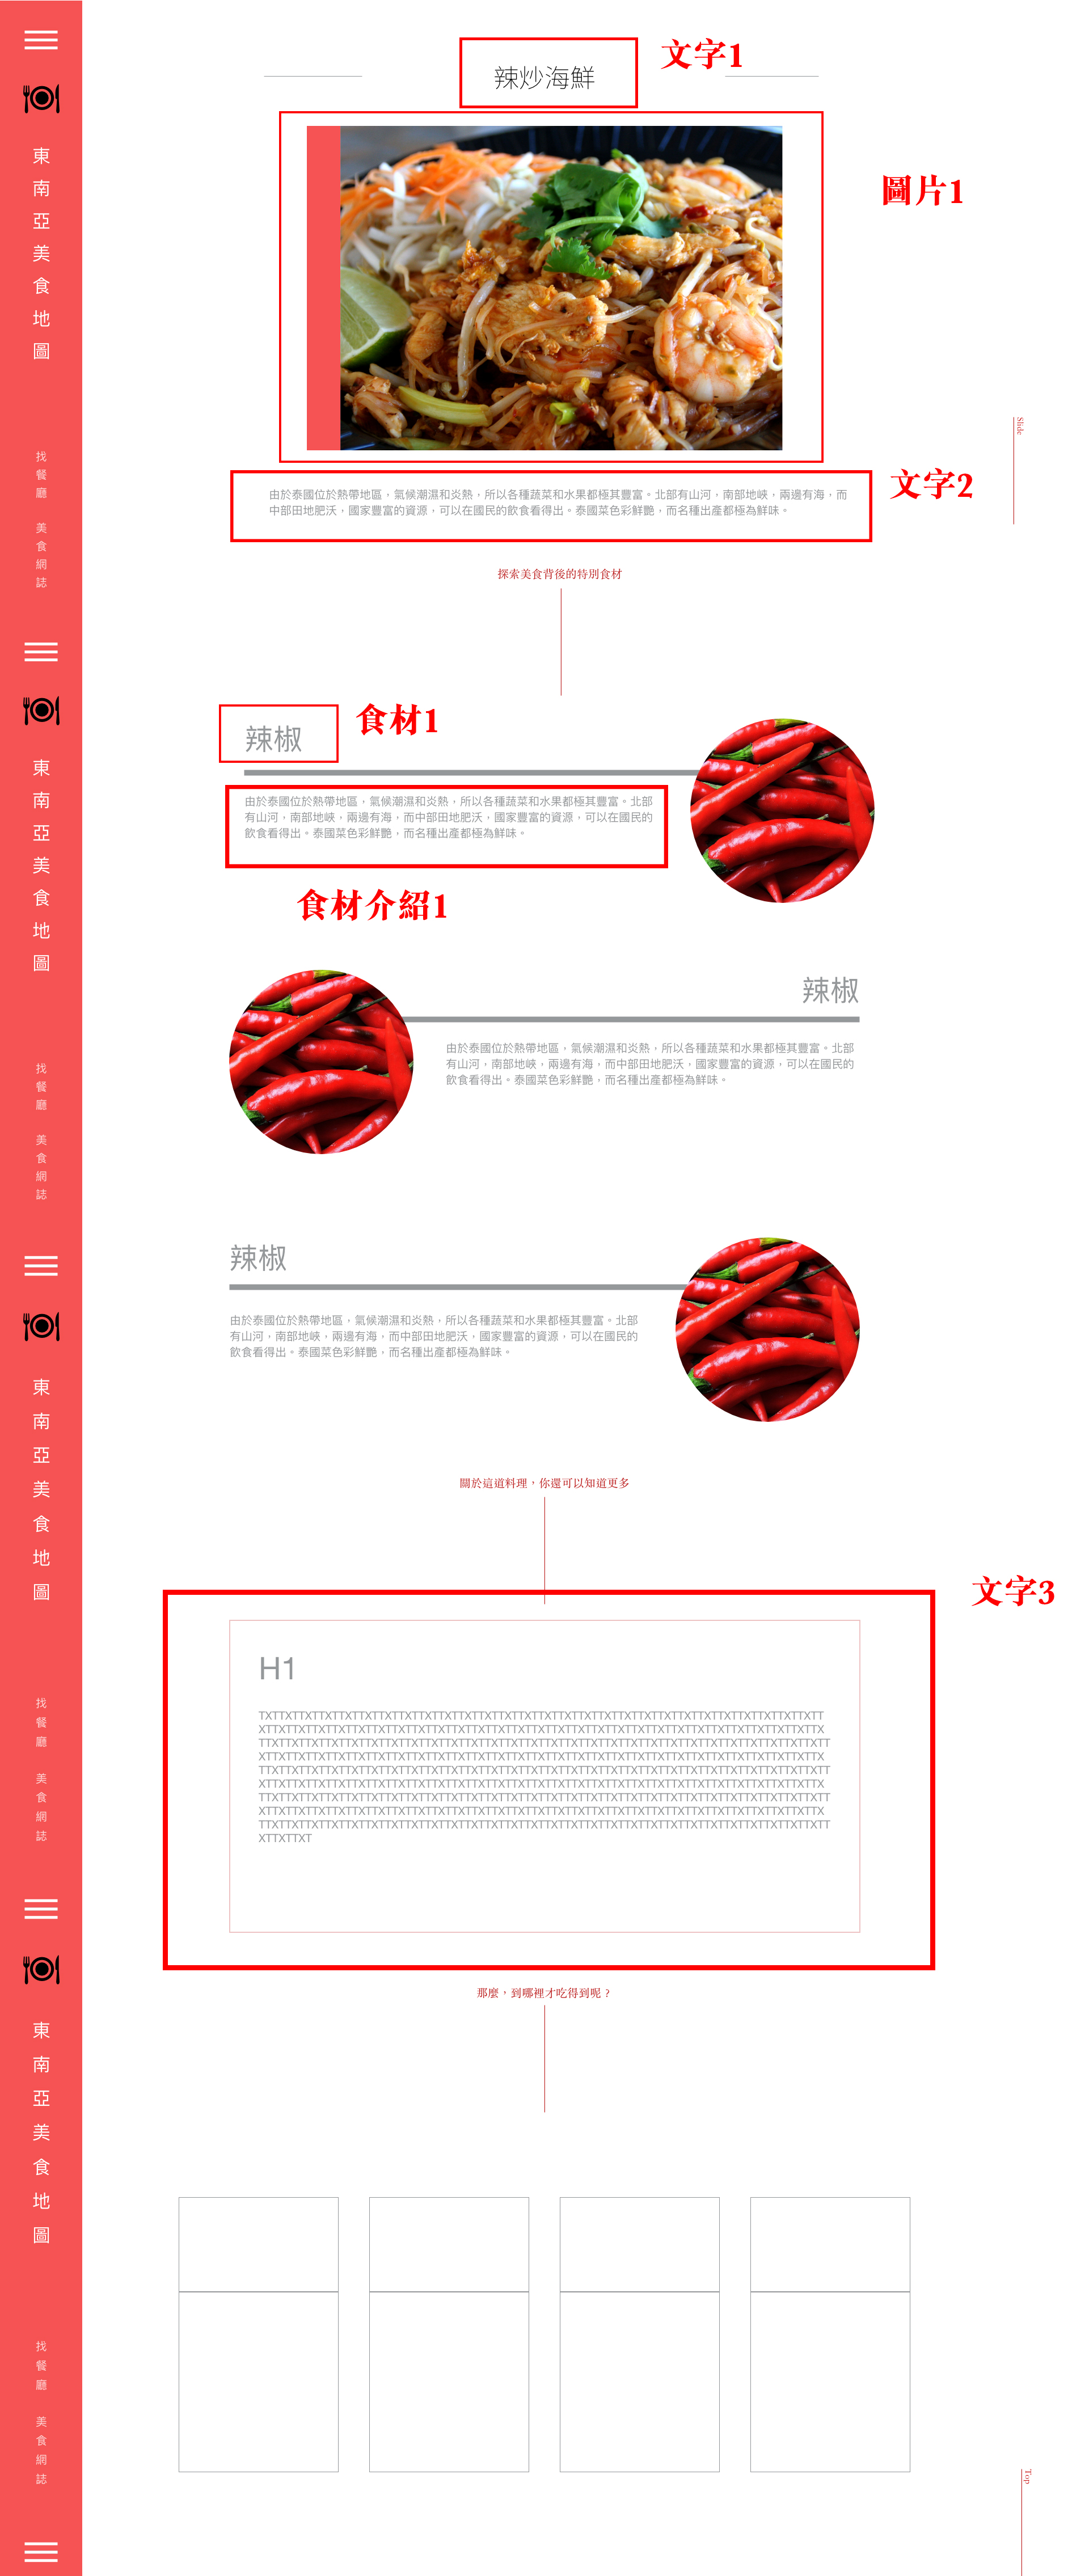 東南亞美食地圖
找餐廳
美食網誌
辣炒海鮮
文字1
圖片1
Slide
由於泰國位於熱帶地區，氣候潮濕和炎熱，所以各種蔬菜和水果都極其豐富。北部有山河，南部地峽，兩邊有海，而
中部田地肥沃，國家豐富的資源，可以在國民的飲食看得出。泰國菜色彩鮮艷，而名種出產都極為鮮味。
文字2
探索美食背後的特別食材
東南亞美食地圖
找餐廳
美食網誌
辣椒
食材1
由於泰國位於熱帶地區，氣候潮濕和炎熱，所以各種蔬菜和水果都極其豐富。北部
有山河，南部地峽，兩邊有海，而中部田地肥沃，國家豐富的資源，可以在國民的
飲食看得出。泰國菜色彩鮮艷，而名種出產都極為鮮味。
食材介紹1
辣椒
由於泰國位於熱帶地區，氣候潮濕和炎熱，所以各種蔬菜和水果都極其豐富。北部
有山河，南部地峽，兩邊有海，而中部田地肥沃，國家豐富的資源，可以在國民的
飲食看得出。泰國菜色彩鮮艷，而名種出產都極為鮮味。
辣椒
由於泰國位於熱帶地區，氣候潮濕和炎熱，所以各種蔬菜和水果都極其豐富。北部
有山河，南部地峽，兩邊有海，而中部田地肥沃，國家豐富的資源，可以在國民的
飲食看得出。泰國菜色彩鮮艷，而名種出產都極為鮮味。
東南亞美食地圖
找餐廳
美食網誌
關於這道料理，你還可以知道更多
文字3
H1
TXTTXTTXTTXTTXTTXTTXTTXTTXTTXTTXTTXTTXTTXTTXTTXTTXTTXTTXTTXTTXTTXTTXTTXTTXTTXTTXTTXTT
XTTXTTXTTXTTXTTXTTXTTXTTXTTXTTXTTXTTXTTXTTXTTXTTXTTXTTXTTXTTXTTXTTXTTXTTXTTXTTXTTXTTX
TTXTTXTTXTTXTTXTTXTTXTTXTTXTTXTTXTTXTTXTTXTTXTTXTTXTTXTTXTTXTTXTTXTTXTTXTTXTTXTTXTTXTT
XTTXTTXTTXTTXTTXTTXTTXTTXTTXTTXTTXTTXTTXTTXTTXTTXTTXTTXTTXTTXTTXTTXTTXTTXTTXTTXTTXTTX
TTXTTXTTXTTXTTXTTXTTXTTXTTXTTXTTXTTXTTXTTXTTXTTXTTXTTXTTXTTXTTXTTXTTXTTXTTXTTXTTXTTXTT
XTTXTTXTTXTTXTTXTTXTTXTTXTTXTTXTTXTTXTTXTTXTTXTTXTTXTTXTTXTTXTTXTTXTTXTTXTTXTTXTTXTTX
TTXTTXTTXTTXTTXTTXTTXTTXTTXTTXTTXTTXTTXTTXTTXTTXTTXTTXTTXTTXTTXTTXTTXTTXTTXTTXTTXTTXTT
XTTXTTXTTXTTXTTXTTXTTXTTXTTXTTXTTXTTXTTXTTXTTXTTXTTXTTXTTXTTXTTXTTXTTXTTXTTXTTXTTXTTX
TTXTTXTTXTTXTTXTTXTTXTTXTTXTTXTTXTTXTTXTTXTTXTTXTTXTTXTTXTTXTTXTTXTTXTTXTTXTTXTTXTTXTT
XTTXTTXT
那麼，到哪裡才吃得到呢？
東南亞美食地圖
找餐廳
美食網誌
Top